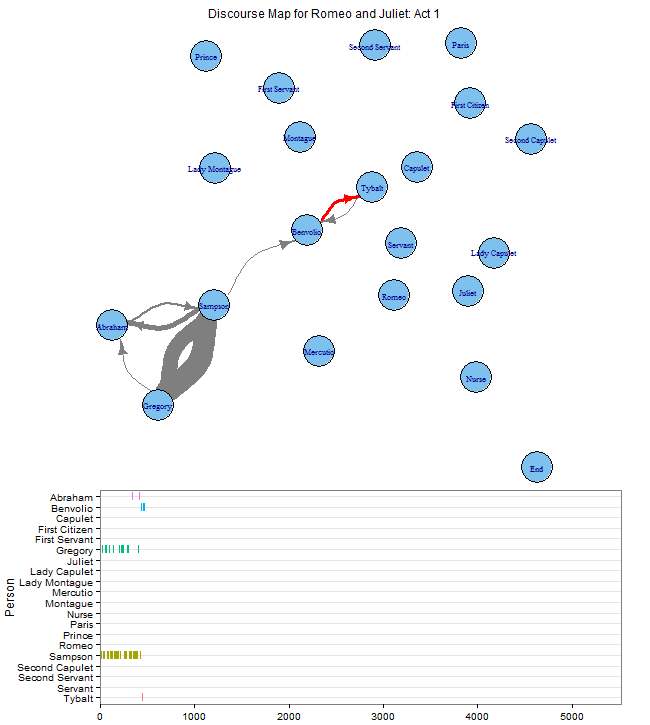 Discourse Map for Romeo and Juliet: Act 1
Prince
Second Servant
Paris
First Servant
First Citizen
Montague
Second Capulet
Lady Montague
Capulet
Tybalt
Benvolio
Servant
Lady Capulet
Romeo
Juliet
Sampson
Abraham
Mercutio
Nurse
Gregory
End
Person
Abraham
Benvolio
Capulet
First Citizen
First Servant
Gregory
Juliet
Lady Capulet
Lady Montague
Mercutio
Montague
Nurse
Paris
Prince
Romeo
Sampson
Second Capulet
Second Servant
Servant
Tybalt
0 1000 2000 3000 4000 5000